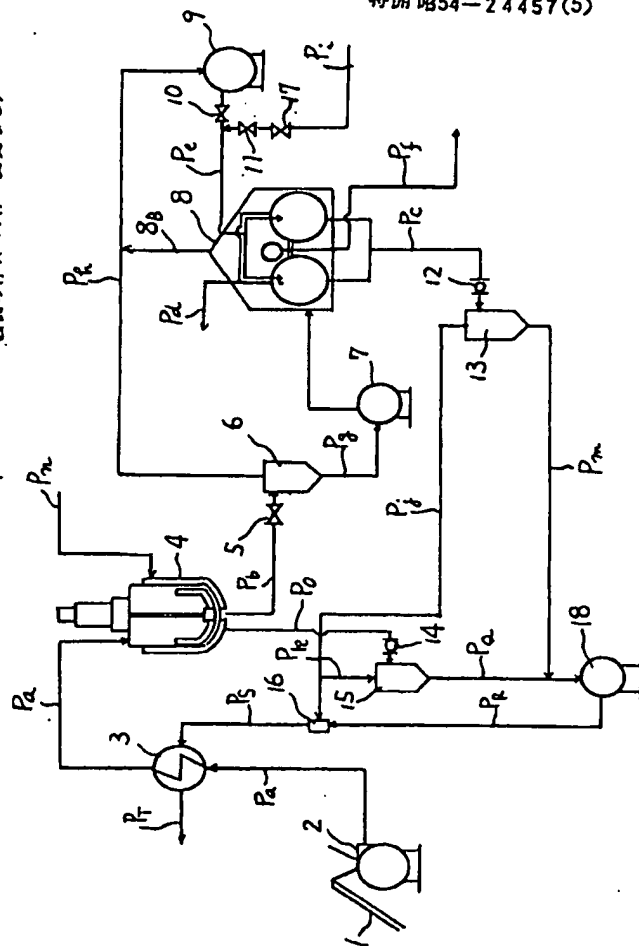 特開昭54-24457(5)
9
10
Pi
17
11
Pe
8
8B
Pf
Ph
Pd
Pc
12
13
7
Pg
6
5
Pb
Pn
4
Pj
Pm
Po
14
Pk
15
PQ
18
Pa
3
Ps
16
PR
PT
Pa
2
1